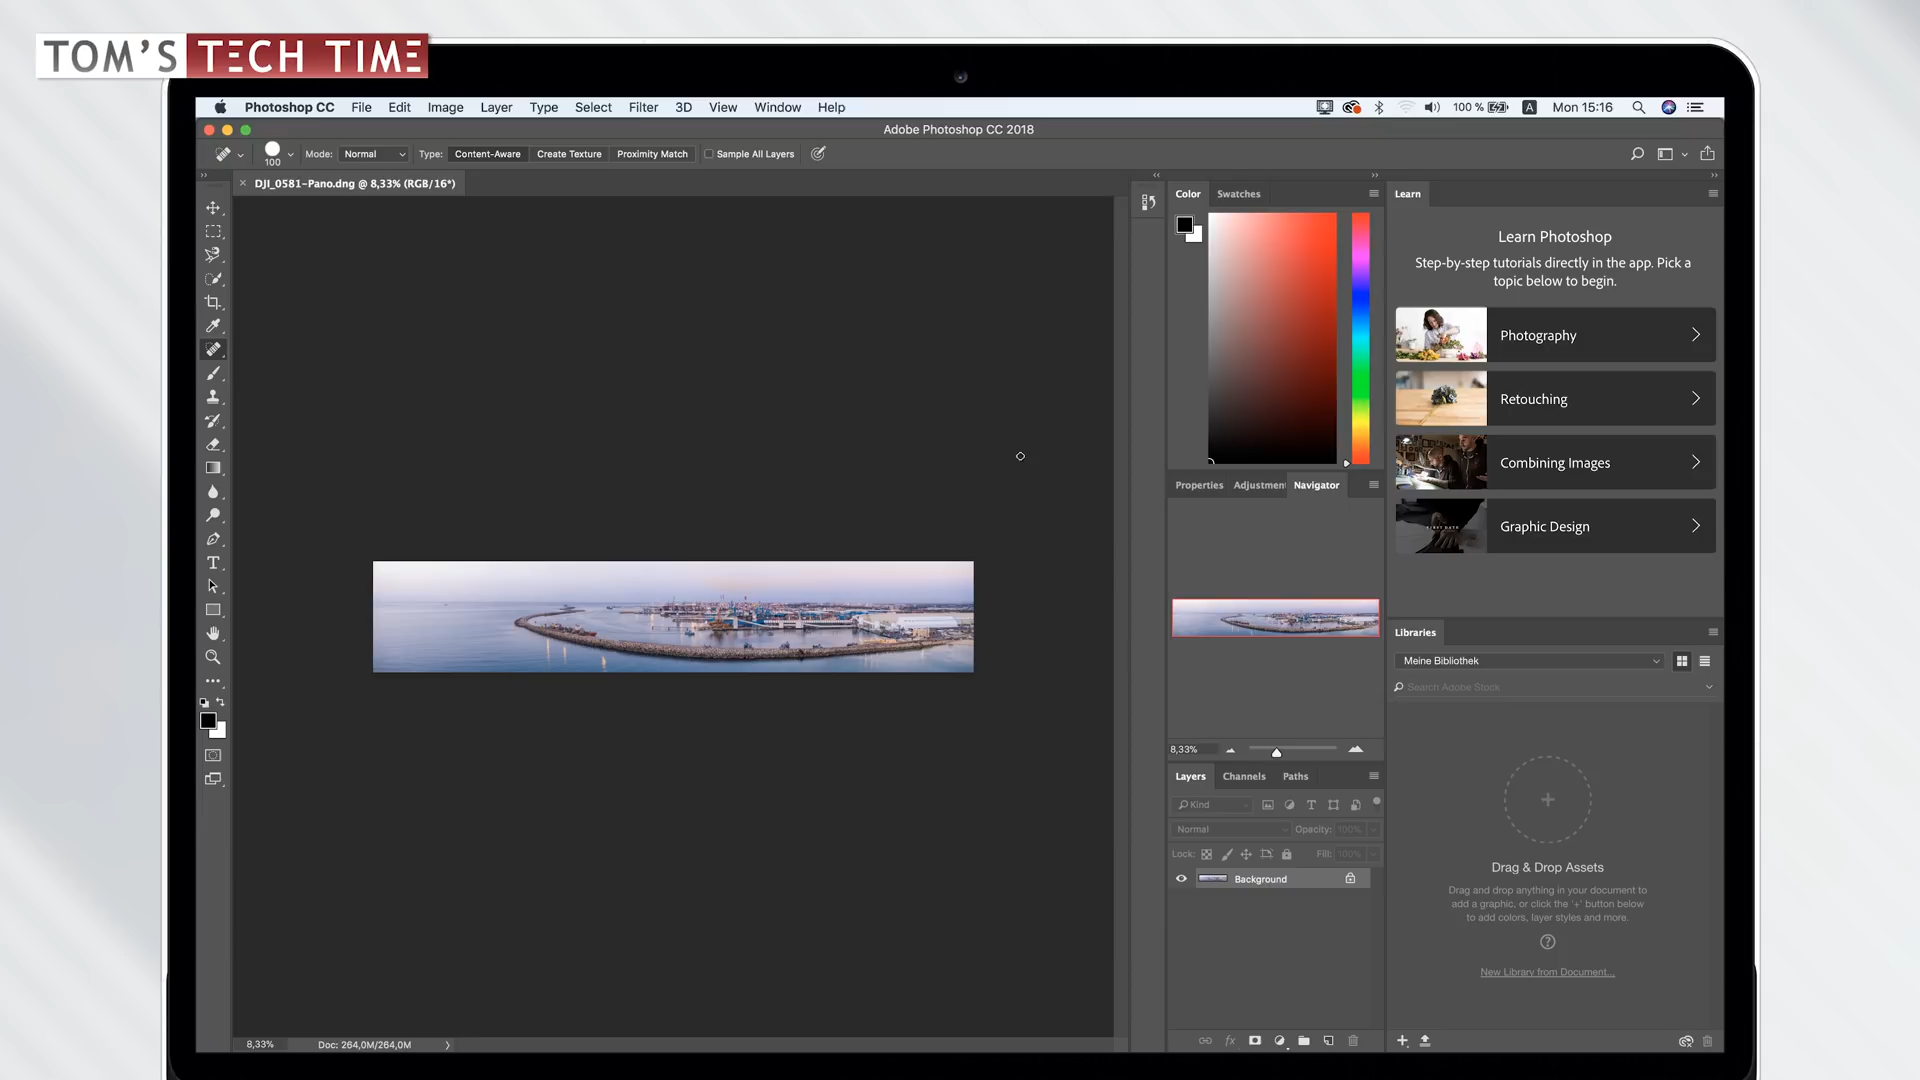 TOM'S TECH TIME
Photoshop CC File Edit Image Layer Type Select Filter 3D View Window Help 100 % A Mon 15:16
Adobe Photoshop CC 2018
100 Mode: Normal Type: Content-Aware Create Texture Proximity Match Sample All Layers
DJI_0581-Pano.dng @ 8,33% (RGB/16*)
Color Swatches
Learn
Learn Photoshop
Step-by-step tutorials directly in the app. Pick a
topic below to begin.
Photography
Retouching
Combining Images
Graphic Design
Properties Adjustmen Navigator
8,33%
Libraries
Meine Bibliothek
Search Adobe Stock
Layers Channels Paths
Kind
Normal Opacity: 100%
Lock: Fill: 100%
Background
Drag & Drop Assets
Drag and drop anything in your document to
add a graphic, or click the '+' button below
to add colors, layer styles and more.
New Library from Document...
8,33% Doc: 264,0M/264,0M